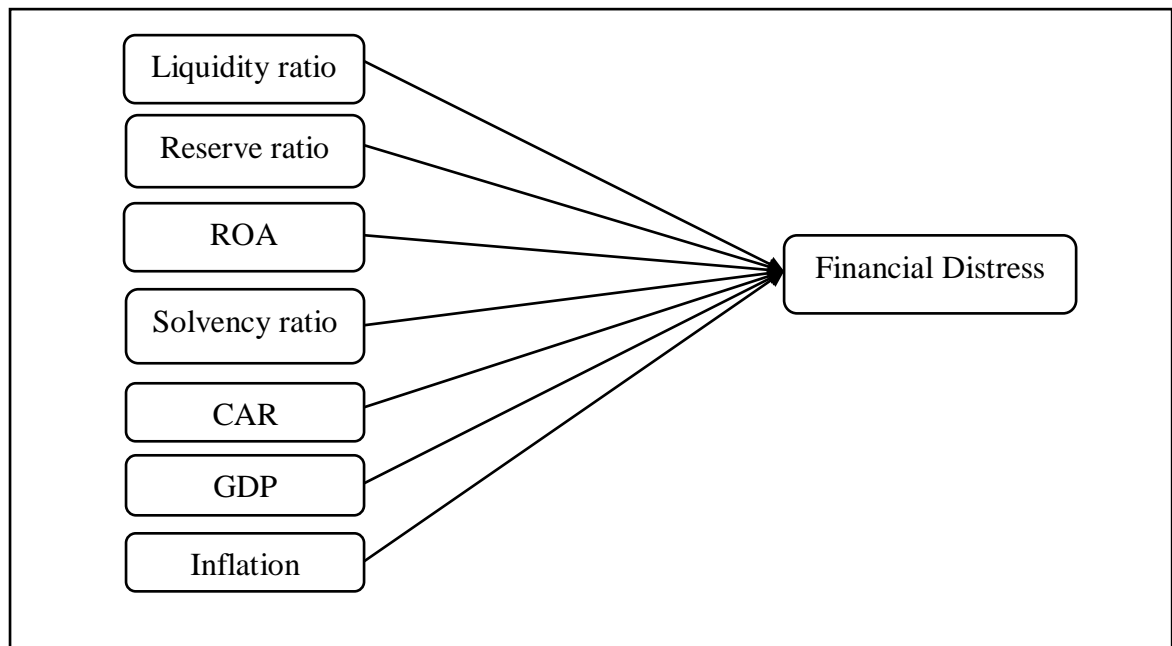 Liquidity ratio
Reserve ratio
ROA
Solvency ratio
CAR
GDP
Inflation
Financial Distress